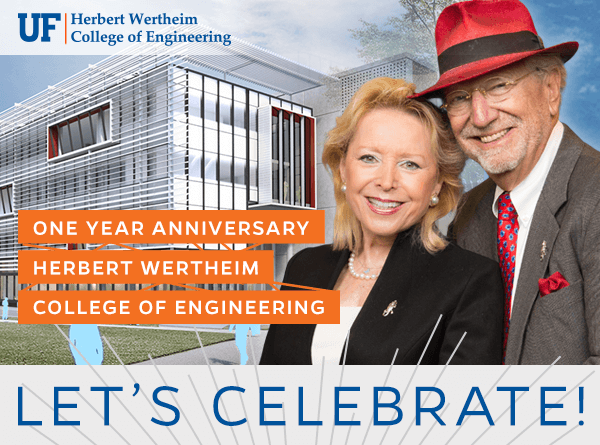 UF Herbert Wertheim
College of Engineering
ONE YEAR ANNIVERSARY
HERBERT WERTHEIM
COLLEGE OF ENGINEERING
LET'S CELEBRATE!